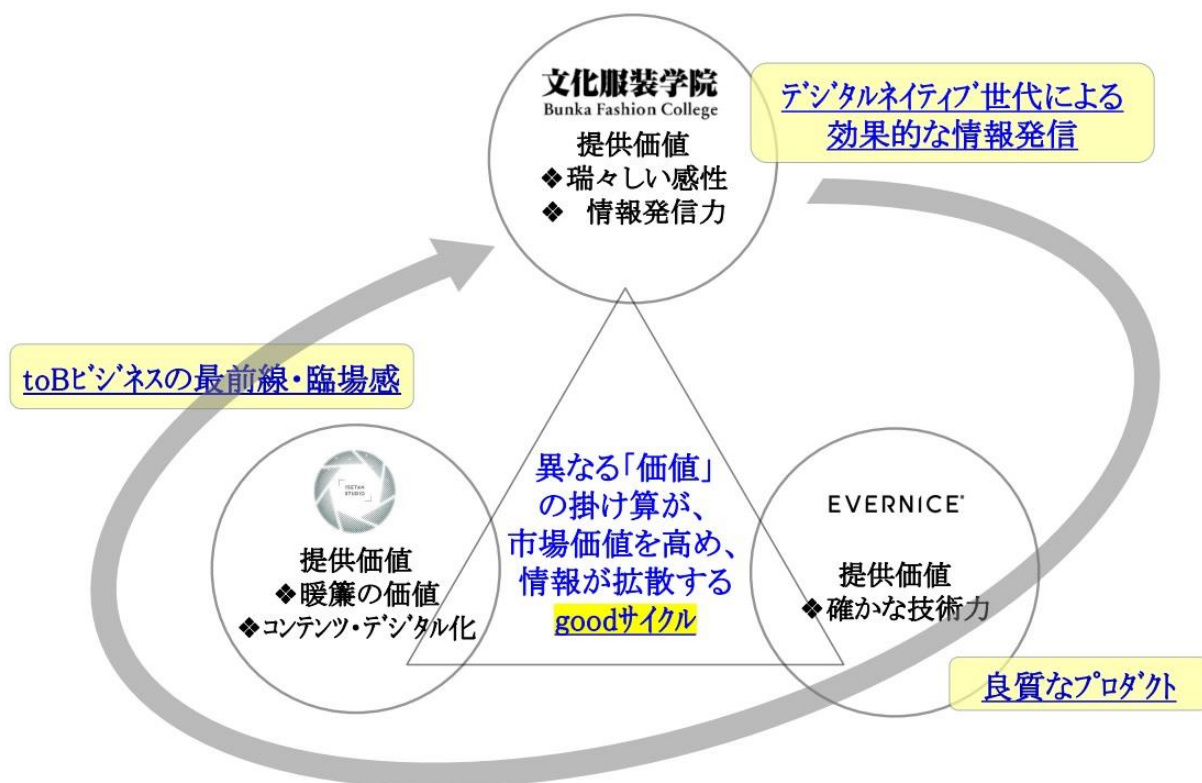 文化服装学院
Bunka Fashion College
提供価値
❖瑞々しい感性
❖ 情報発信力
デジタルネイティブ世代による
効果的な情報発信
toBビジネスの最前線・臨場感
ISETAN
STUDIO
提供価値
❖暖簾の価値
❖コンテンツ・デジタル化
異なる「価値」
の掛け算が、
市場価値を高め、
情報が拡散する
goodサイクル
EVERNICE®
提供価値
❖確かな技術力
良質なプロダクト